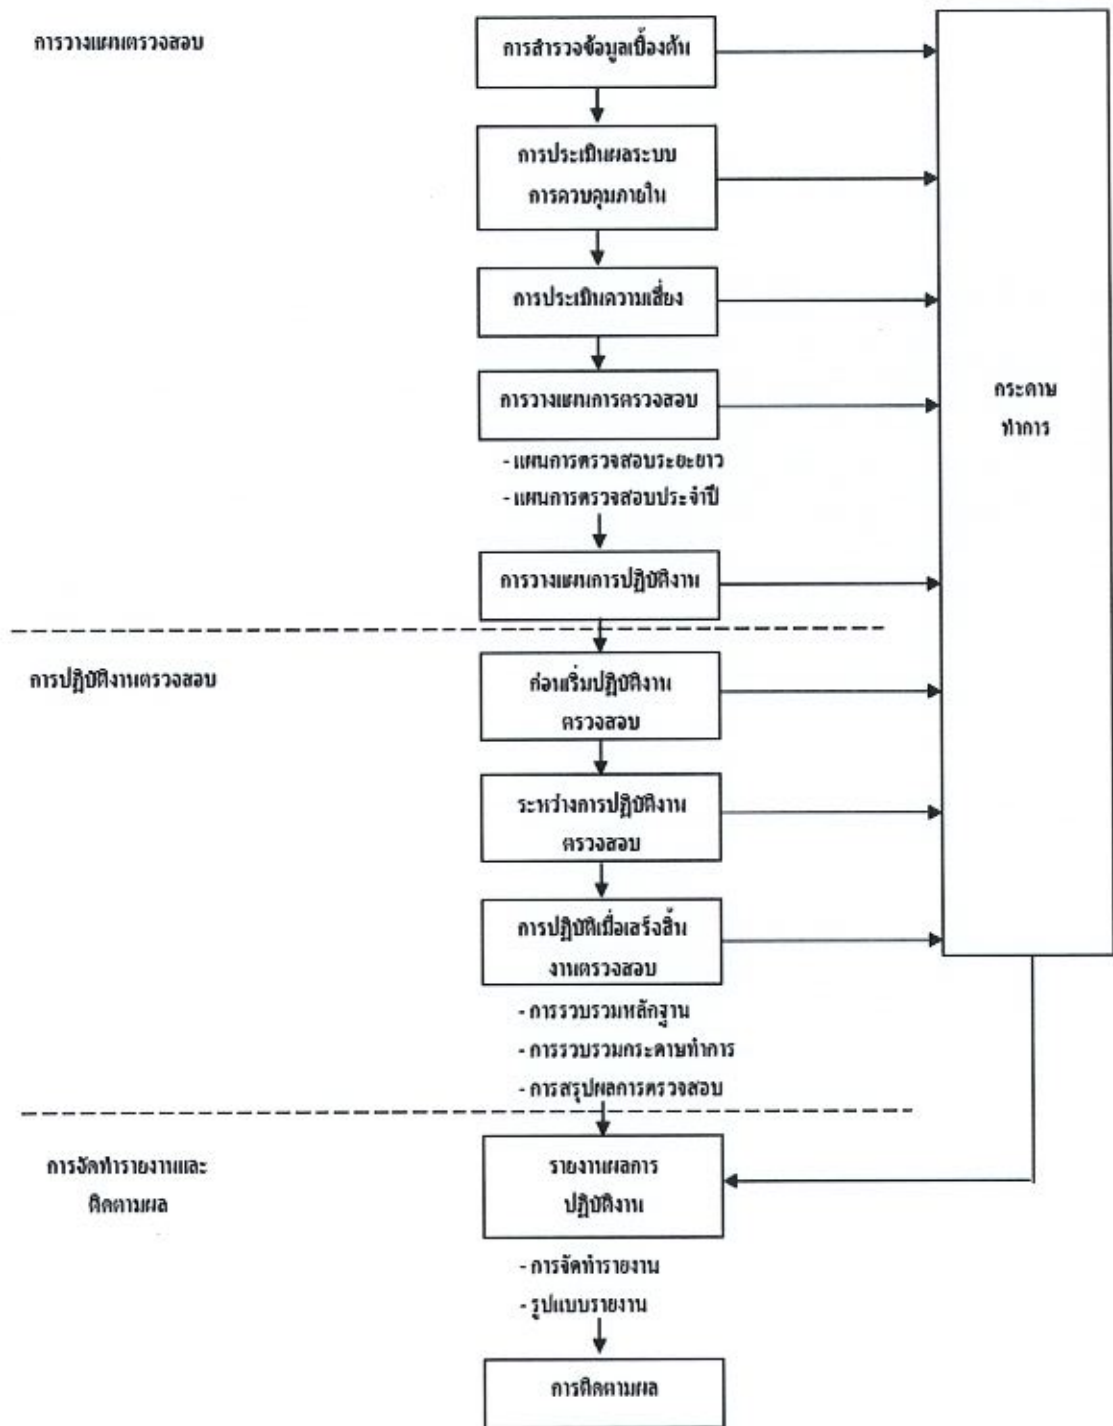 การวางแผนตรวจสอบ
การสำรวจข้อมูลเบื้องต้น
การประเมินผลระบบ
การควบคุมภายใน
การประเมินความเสี่ยง
การวางแผนการตรวจสอบ
- แผนการตรวจสอบระยะยาว
- แผนการตรวจสอบประจำปี
การวางแผนการปฏิบัติงาน
กระดาษ
ทำการ
การปฏิบัติงานตรวจสอบ
ก่อนเริ่มปฏิบัติงาน
ตรวจสอบ
ระหว่างการปฏิบัติงาน
ตรวจสอบ
การปฏิบัติเมื่อเสร็จสิ้น
งานตรวจสอบ
- การรวบรวมหลักฐาน
- การรวบรวมกระดาษทำการ
- การสรุปผลการตรวจสอบ
การจัดทำรายงานและ
ติดตามผล
รายงานผลการ
ปฏิบัติงาน
- การจัดทำรายงาน
- รูปแบบรายงาน
การติดตามผล